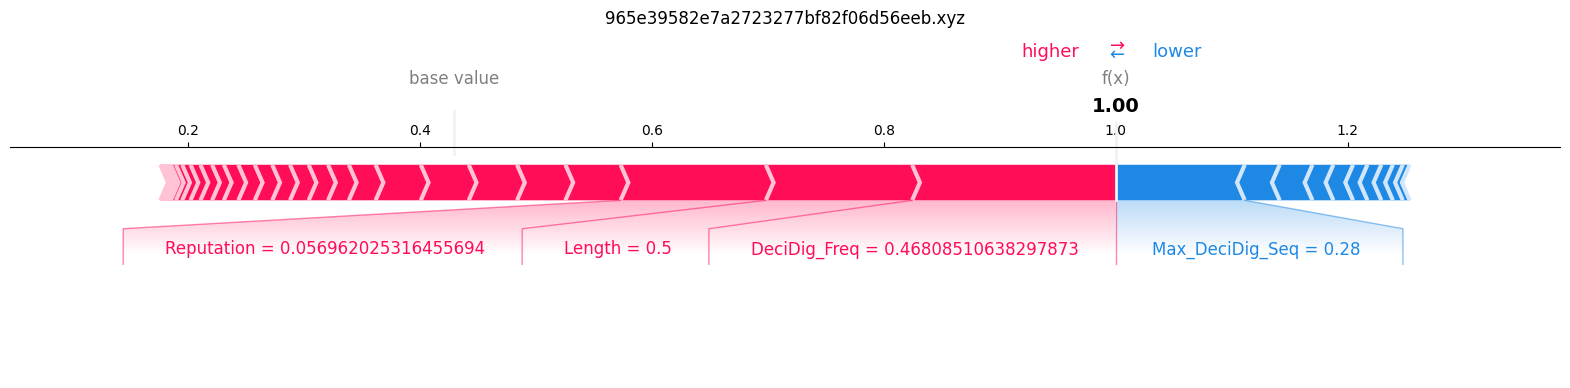 965e39582e7a2723277bf82f06d56eeb.xyz
higher ⇄ lower
base value
f(x)
1.00
0.2 0.4 0.6 0.8 1.0 1.2
Reputation = 0.056962025316455694 Length = 0.5 DeciDig_Freq = 0.46808510638297873 Max_DeciDig_Seq = 0.28